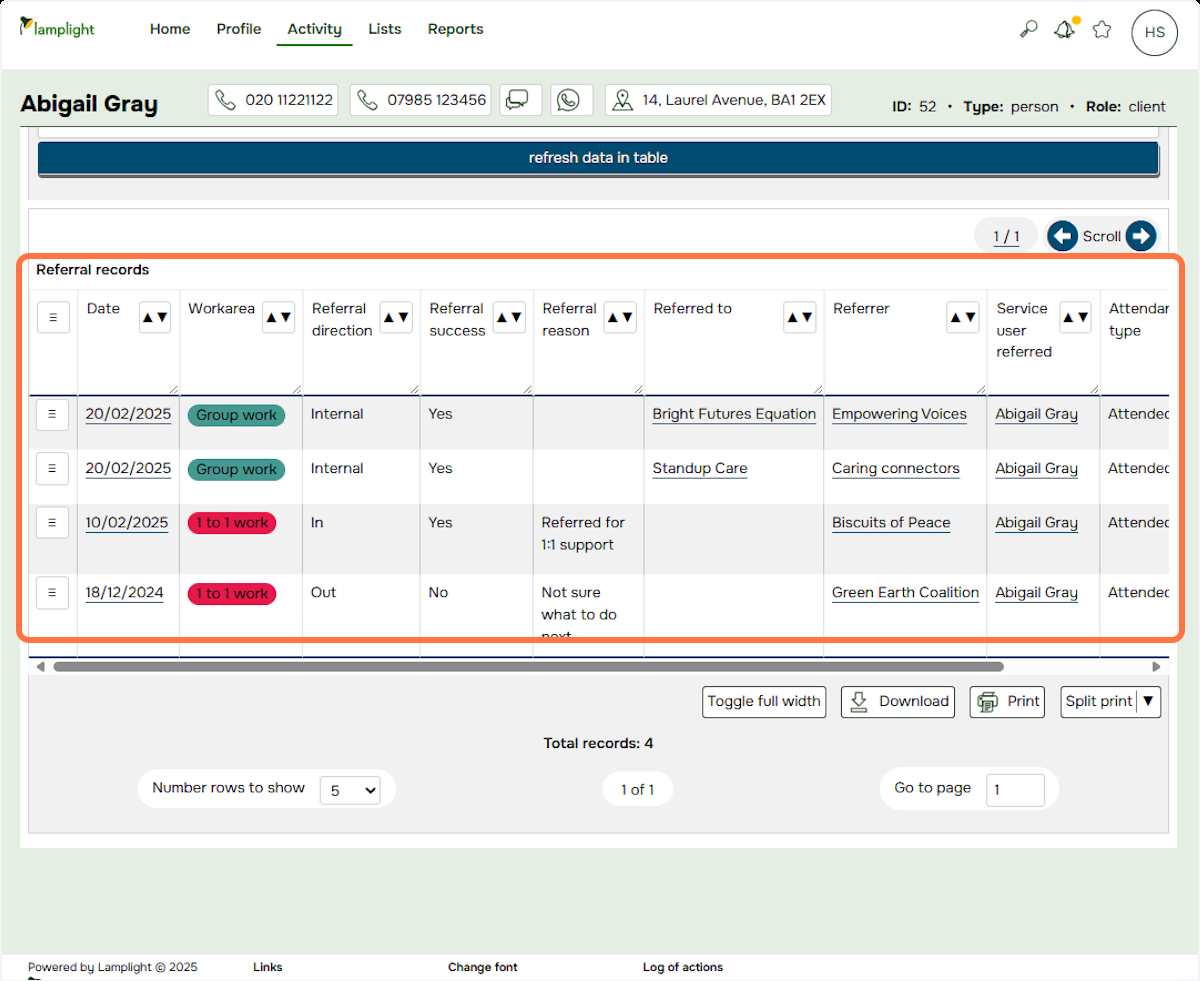 lamplight
Home Profile Activity Lists Reports
HS
Abigail Gray
020 11221122
07985 123456
14, Laurel Avenue, BA1 2EX
ID: 52 • Type: person • Role: client
refresh data in table
1 / 1
Scroll
Referral records
Date Workarea Referral direction Referral success Referral reason Referred to Referrer Service user referred Attendan type
20/02/2025 Group work Internal Yes Bright Futures Equation Empowering Voices Abigail Gray Attended
20/02/2025 Group work Internal Yes Standup Care Caring connectors Abigail Gray Attended
10/02/2025 1 to 1 work In Yes Referred for 1:1 support Biscuits of Peace Abigail Gray Attended
18/12/2024 1 to 1 work Out No Not sure what to do next Green Earth Coalition Abigail Gray Attended
Toggle full width Download Print Split print ▼
Total records: 4
Number rows to show 5
1 of 1
Go to page 1
Powered by Lamplight © 2025 Links Change font Log of actions